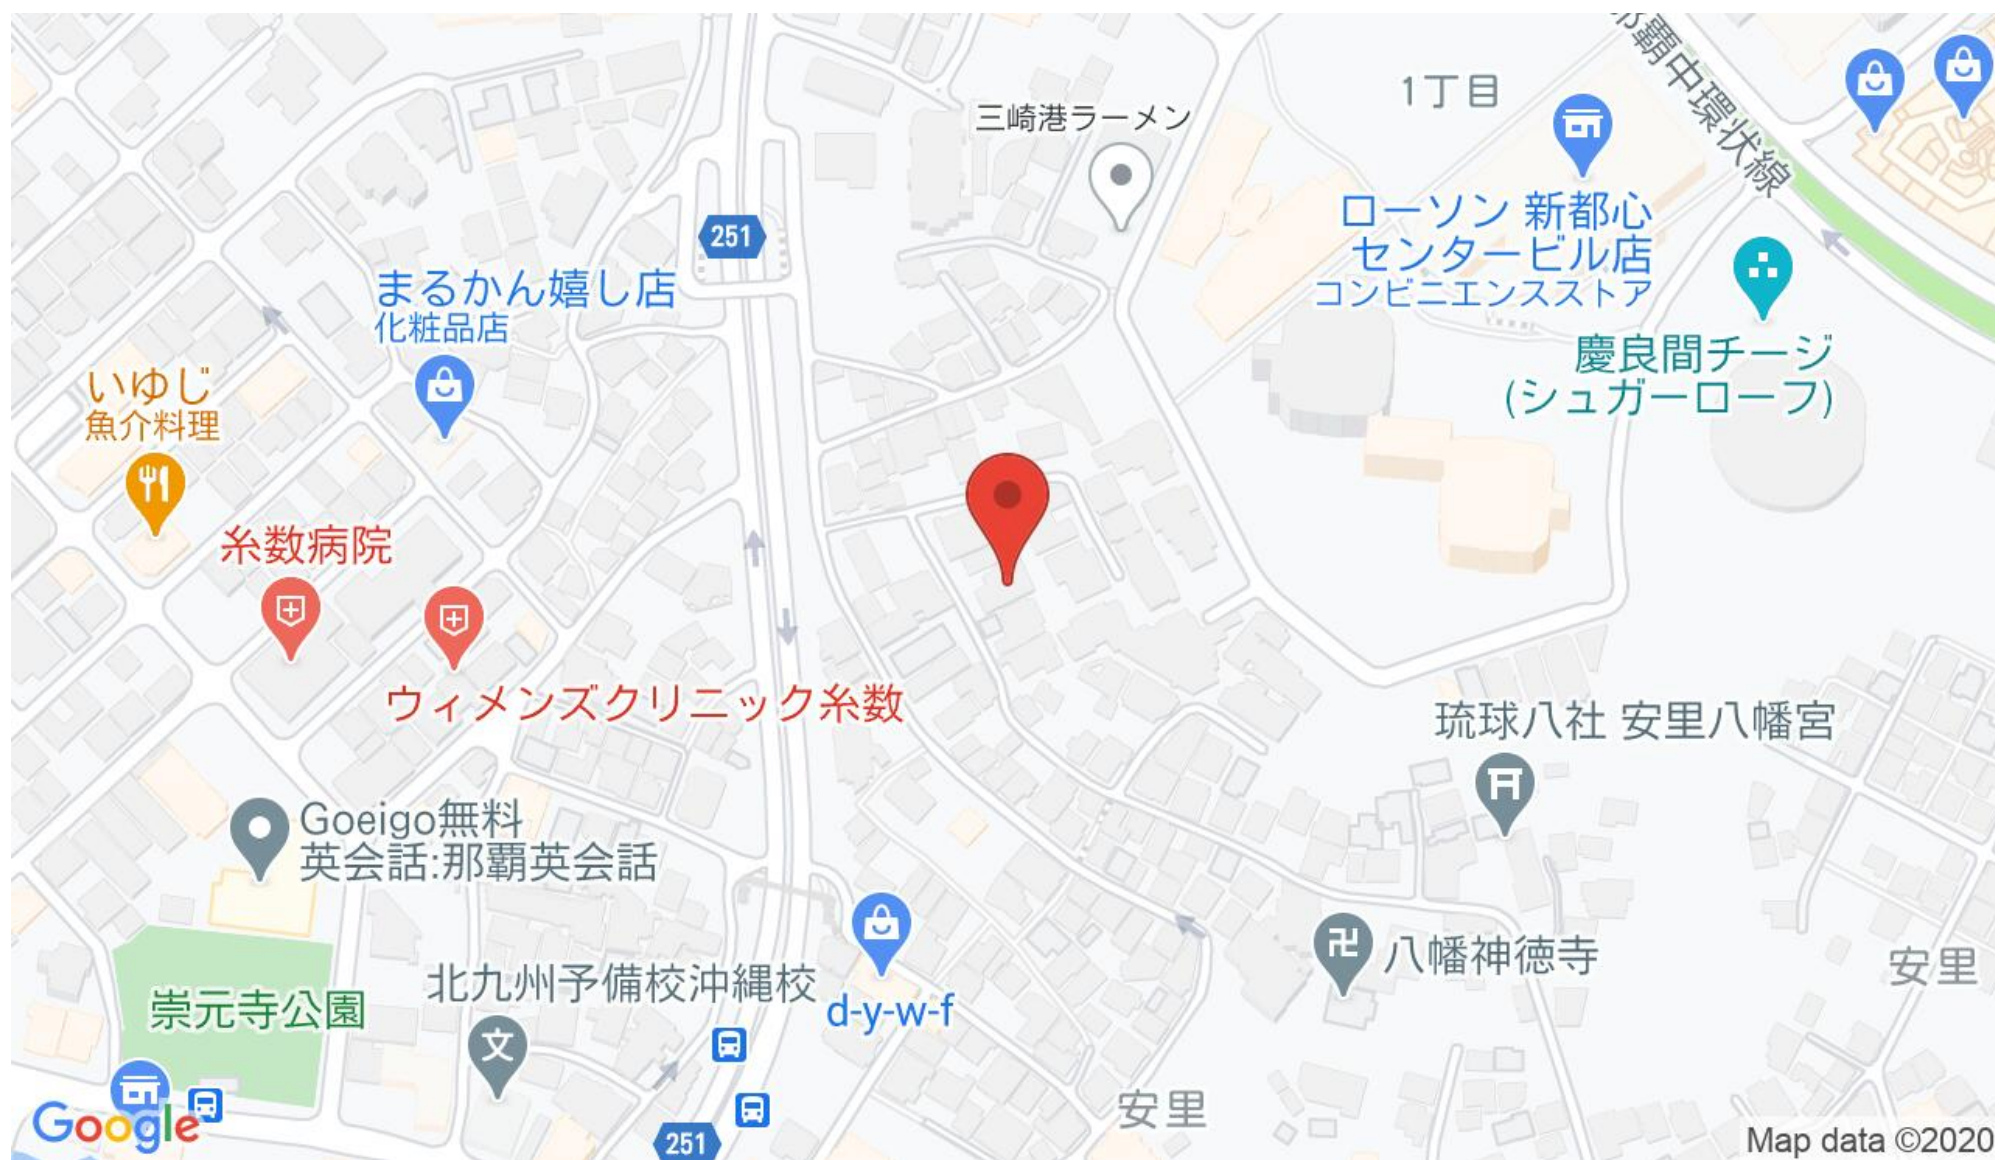 那覇中環状線
1丁目
三崎港ラーメン
ローソン 新都心
センタービル店
コンビニエンスストア
251
まるかん嬉し店
化粧品店
慶良間チージ
(シュガーローフ)
いゆじ
魚介料理
糸数病院
ウィメンズクリニック糸数
琉球八社 安里八幡宮
Goeigo無料
英会話:那覇英会話
八幡神徳寺
安里
北九州予備校沖縄校
文
d-y-w-f
崇元寺公園
安里
251
Google
Map data ©2020